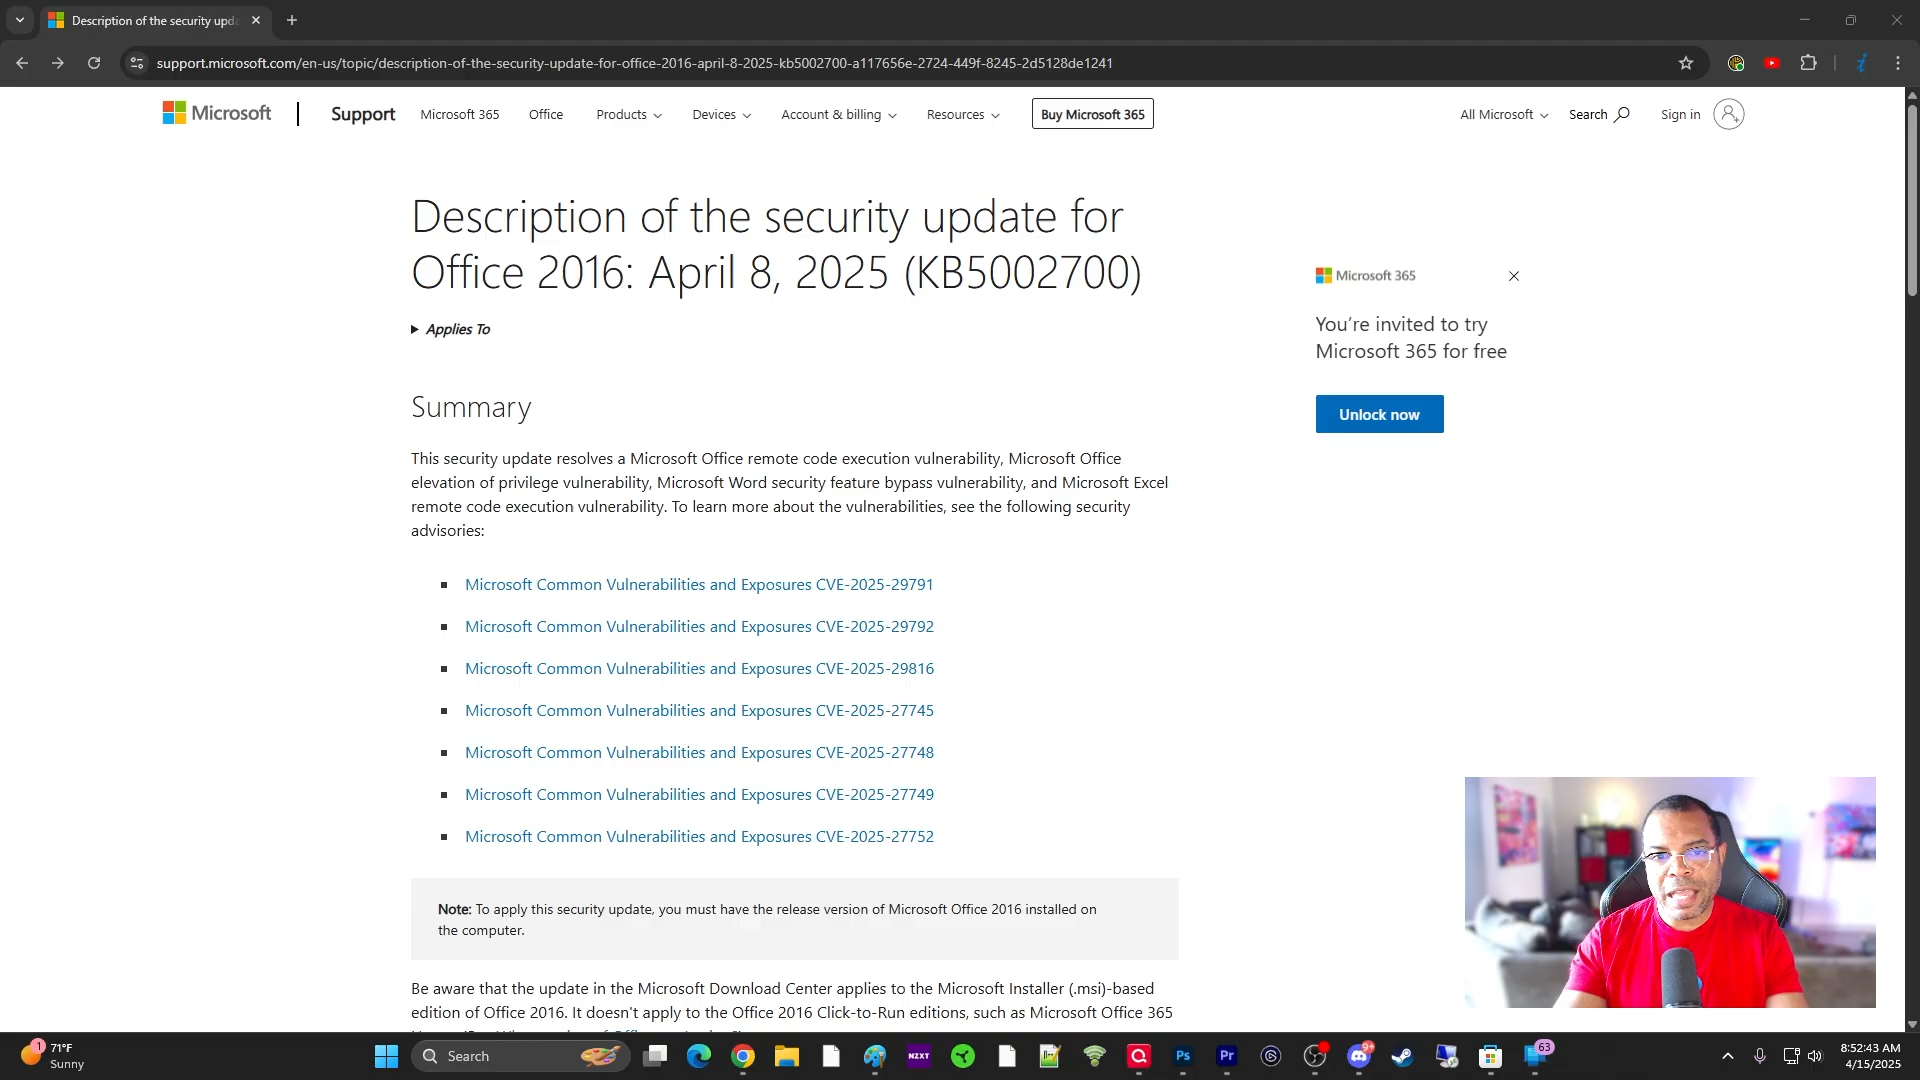 Description of the security upd
support.microsoft.com/en-us/topic/description-of-the-security-update-for-office-2016-april-8-2025-kb5002700-a117656e-2724-449f-8245-2d5128de1241
Microsoft
Support
Microsoft 365
Office
Products
Devices
Account & billing
Resources
Buy Microsoft 365
All Microsoft
Search
Sign in
Description of the security update for
Office 2016: April 8, 2025 (KB5002700)
Applies To
Microsoft 365
You're invited to try
Microsoft 365 for free
Unlock now
Summary
This security update resolves a Microsoft Office remote code execution vulnerability, Microsoft Office
elevation of privilege vulnerability, Microsoft Word security feature bypass vulnerability, and Microsoft Excel
remote code execution vulnerability. To learn more about the vulnerabilities, see the following security
advisories:
Microsoft Common Vulnerabilities and Exposures CVE-2025-29791
Microsoft Common Vulnerabilities and Exposures CVE-2025-29792
Microsoft Common Vulnerabilities and Exposures CVE-2025-29816
Microsoft Common Vulnerabilities and Exposures CVE-2025-27745
Microsoft Common Vulnerabilities and Exposures CVE-2025-27748
Microsoft Common Vulnerabilities and Exposures CVE-2025-27749
Microsoft Common Vulnerabilities and Exposures CVE-2025-27752
Note: To apply this security update, you must have the release version of Microsoft Office 2016 installed on
the computer.
Be aware that the update in the Microsoft Download Center applies to the Microsoft Installer (.msi)-based
edition of Office 2016. It doesn't apply to the Office 2016 Click-to-Run editions, such as Microsoft Office 365
1
71°F
Sunny
Search
NZXT
Ps
Pr
9+
63
8:52:43 AM
4/15/2025